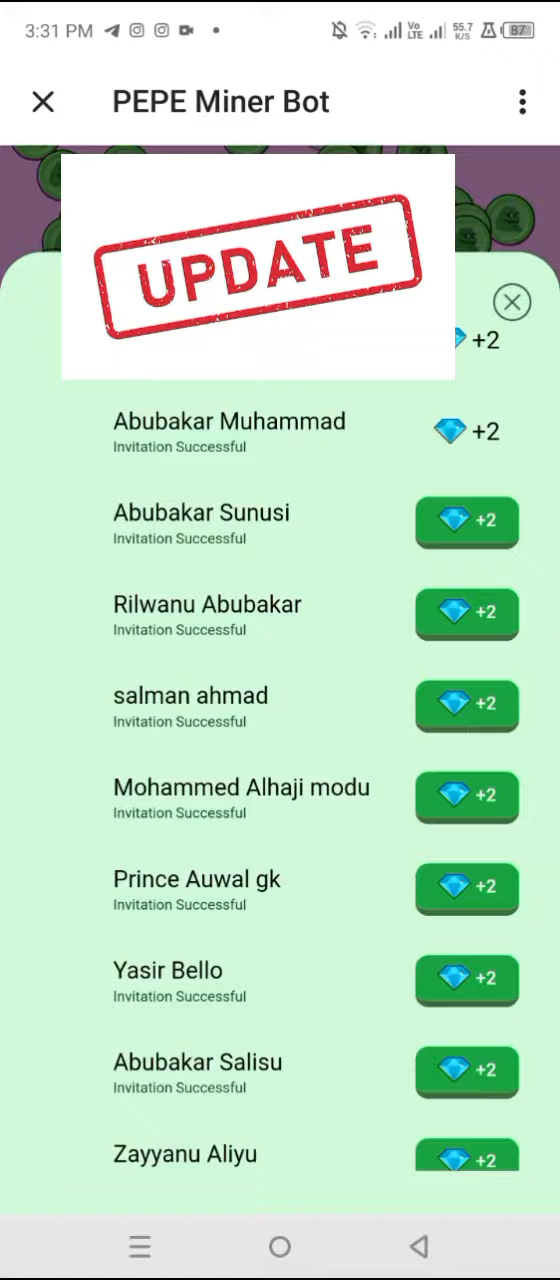 3:31 PM
Vo LTE
55.7 K/S
87
PEPE Miner Bot
UPDATE
+2
Abubakar Muhammad
Invitation Successful
+2
Abubakar Sunusi
Invitation Successful
+2
Rilwanu Abubakar
Invitation Successful
+2
salman ahmad
Invitation Successful
+2
Mohammed Alhaji modu
Invitation Successful
+2
Prince Auwal gk
Invitation Successful
+2
Yasir Bello
Invitation Successful
+2
Abubakar Salisu
Invitation Successful
+2
Zayyanu Aliyu
+2